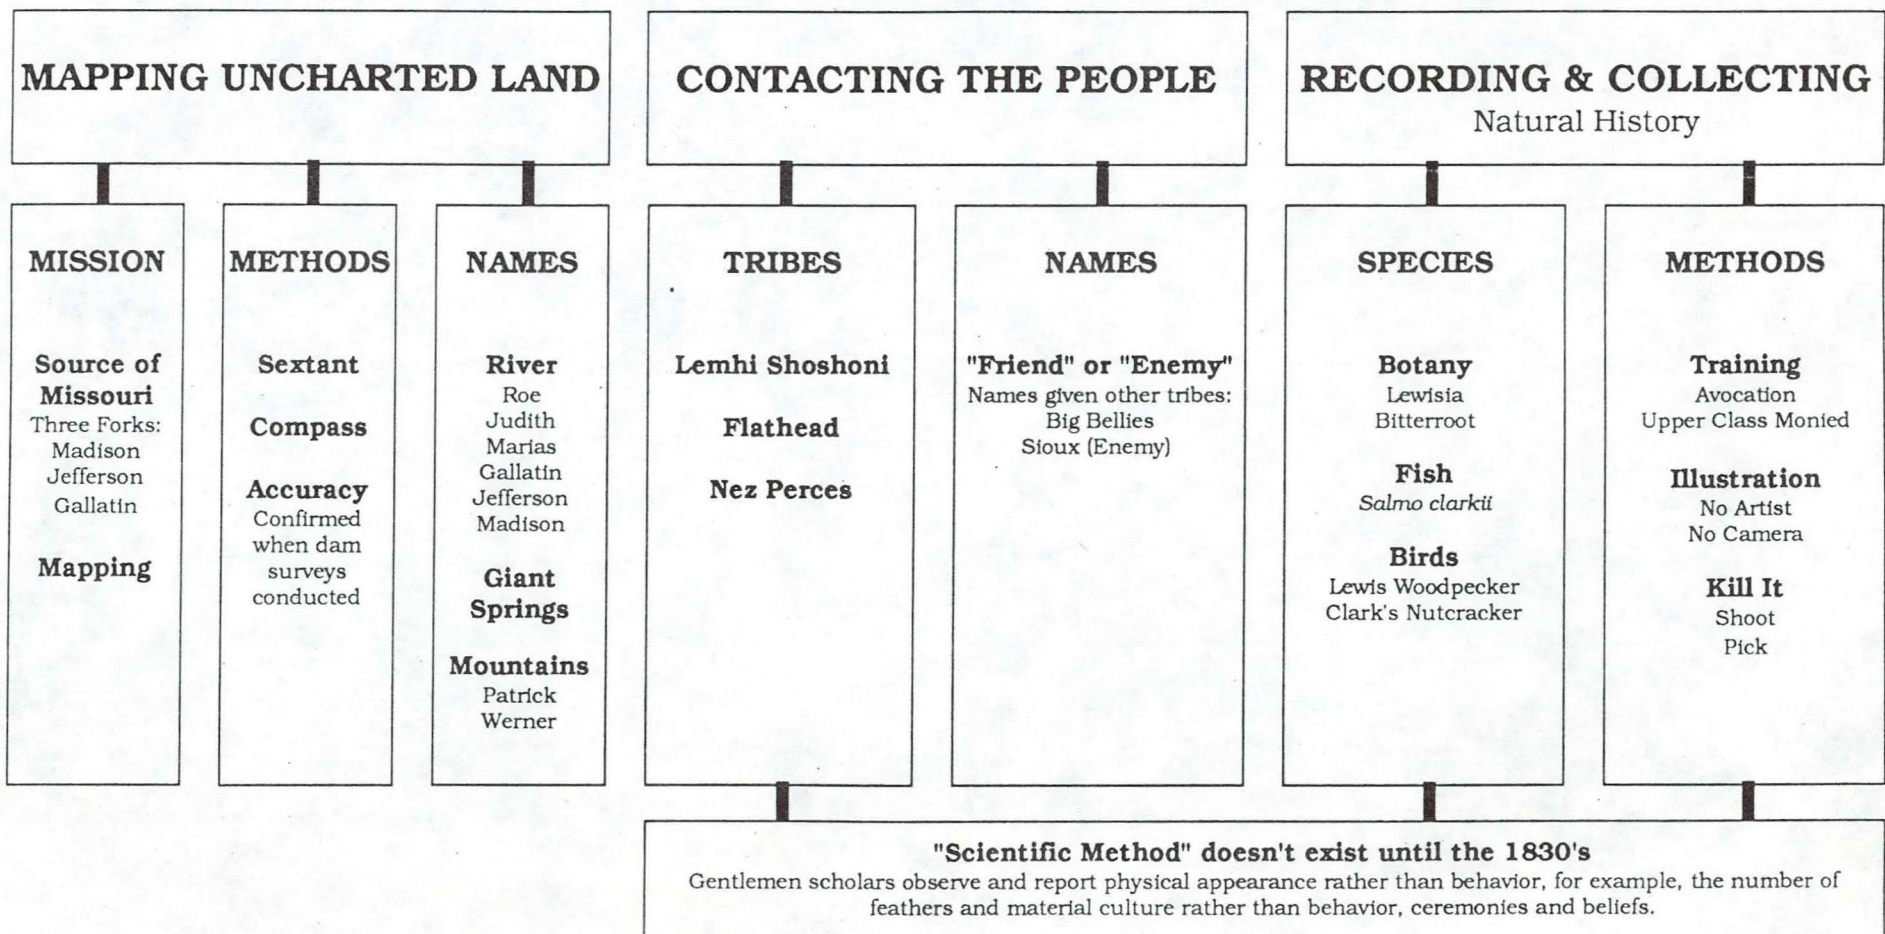 MAPPING UNCHARTED LAND
MISSION
Source of
Missouri
Three Forks:
Madison
Jefferson
Gallatin
Mapping
METHODS
Sextant
Compass
Accuracy
Confirmed
when dam
surveys
conducted
NAMES
River
Roe
Judith
Marias
Gallatin
Jefferson
Madison
Giant
Springs
Mountains
Patrick
Werner
CONTACTING THE PEOPLE
TRIBES
Lemhi Shoshoni
Flathead
Nez Perces
NAMES
"Friend" or "Enemy"
Names given other tribes:
Big Bellies
Sioux (Enemy)
RECORDING & COLLECTING
Natural History
SPECIES
Botany
Lewisia
Bitterroot
Fish
Salmo clarkii
Birds
Lewis Woodpecker
Clark's Nutcracker
METHODS
Training
Avocation
Upper Class Monied
Illustration
No Artist
No Camera
Kill It
Shoot
Pick
"Scientific Method" doesn't exist until the 1830's
Gentlemen scholars observe and report physical appearance rather than behavior, for example, the number of
feathers and material culture rather than behavior, ceremonies and beliefs.